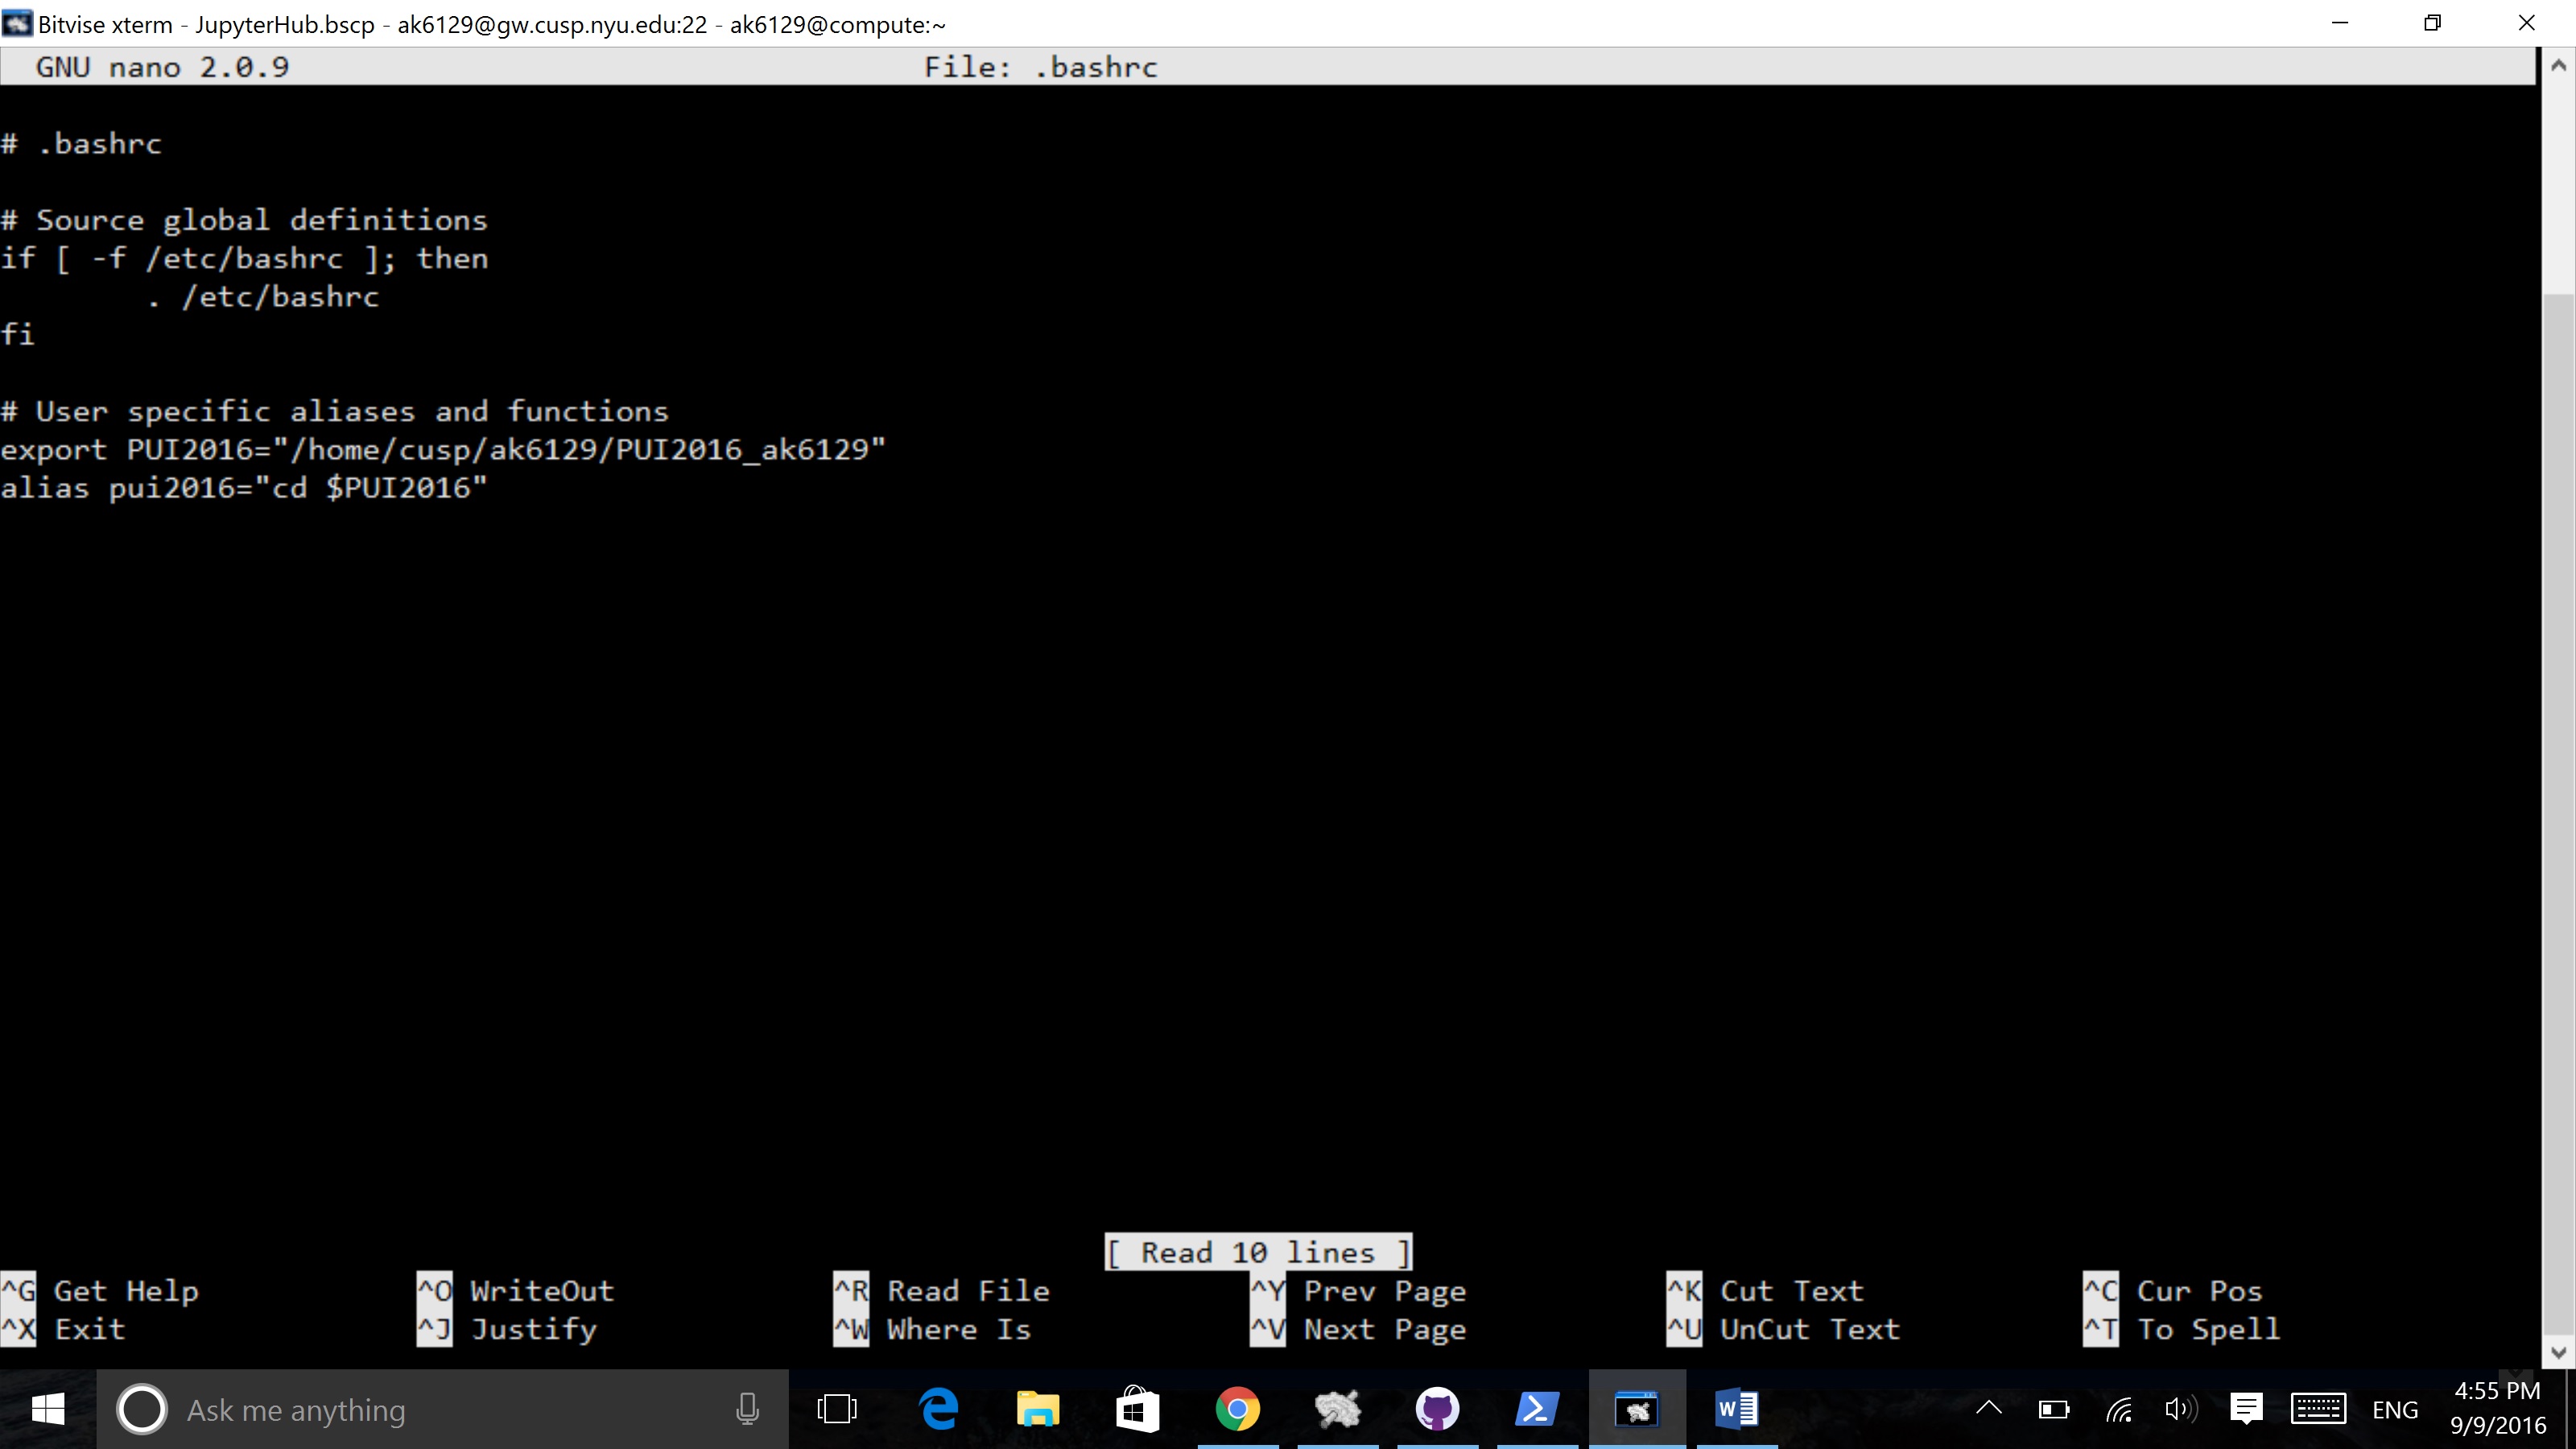 Bitvise xterm - JupyterHub.bscp - ak6129@gw.cusp.nyu.edu:22 - ak6129@compute:~
GNU nano 2.0.9 File: .bashrc
# .bashrc
# Source global definitions
if [ -f /etc/bashrc ]; then
        . /etc/bashrc
fi
# User specific aliases and functions
export PUI2016="/home/cusp/ak6129/PUI2016_ak6129"
alias pui2016="cd $PUI2016"
[ Read 10 lines ]
^G Get Help ^O WriteOut ^R Read File ^Y Prev Page ^K Cut Text ^C Cur Pos
^X Exit ^J Justify ^W Where Is ^V Next Page ^U UnCut Text ^T To Spell
Ask me anything
ENG
4:55 PM
9/9/2016